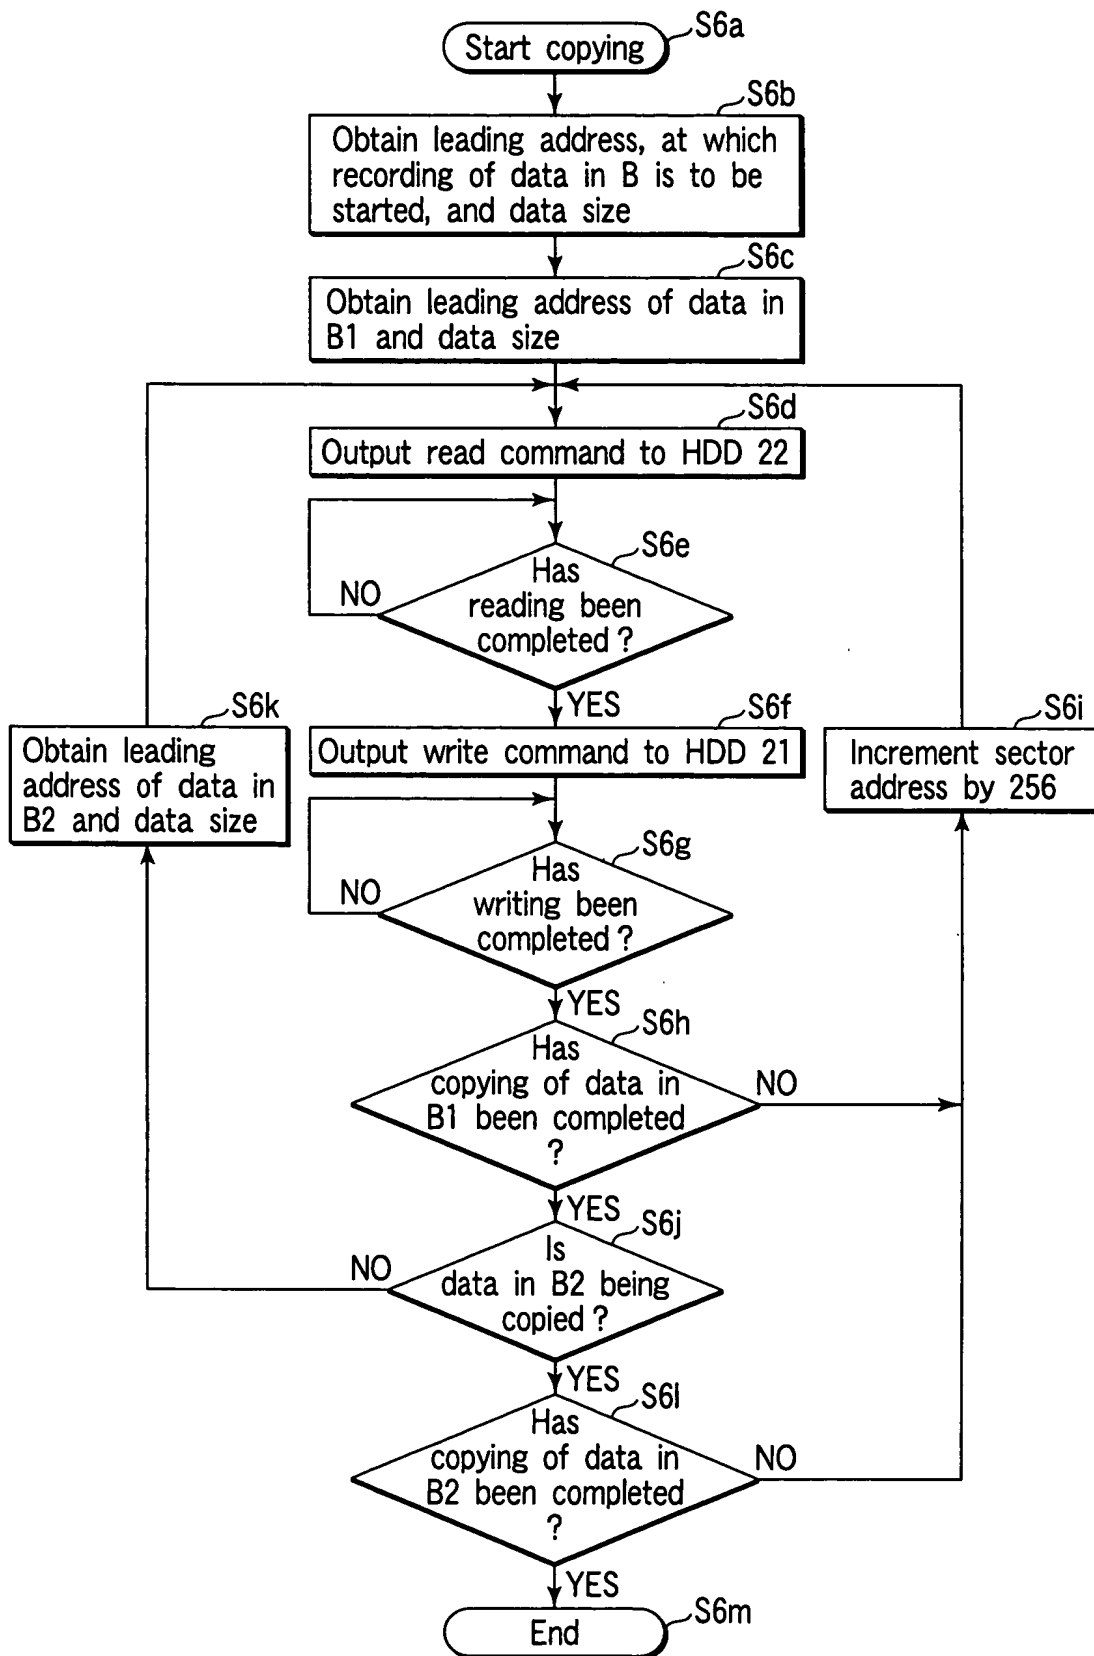 Start copying
S6a
S6b
Obtain leading address, at which
recording of data in B is to be
started, and data size
S6c
Obtain leading address of data in
B1 and data size
S6d
Output read command to HDD 22
S6e
Has
reading been
completed ?
NO
YES
S6f
Output write command to HDD 21
S6k
Obtain leading
address of data in
B2 and data size
S6i
Increment sector
address by 256
S6g
Has
writing been
completed ?
NO
YES
S6h
Has
copying of data in
B1 been completed
?
NO
YES
S6j
Is
data in B2 being
copied ?
NO
YES
S6l
Has
copying of data in
B2 been completed
?
NO
YES
End
S6m